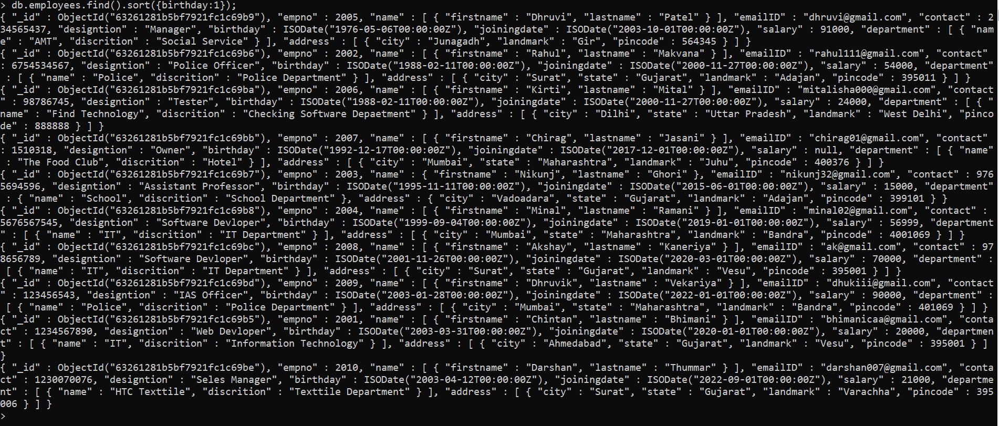 > db.employees.find().sort({birthday:1});
{ "_id" : ObjectId("63261281b5bf7921fc1c69b9"), "empno" : 2005, "name" : [ { "firstname" : "Dhruvi", "lastname" : "Patel" } ], "emailID" : "dhruvi@gmail.com", "contact" : 2
34565437, "designtion" : "Manager", "birthday" : ISODate("1976-05-06T00:00:00Z"), "joiningdate" : ISODate("2003-10-01T00:00:00Z"), "salary" : 91000, "department" : [ { "nam
e" : "AMT", "discrition" : "Social Service" } ], "address" : [ { "city" : "Junagadh", "landmark" : "Gir", "pincode" : 564345 } ] }
{ "_id" : ObjectId("63261281b5bf7921fc1c69b6"), "empno" : 2002, "name" : [ { "firstname" : "Rahul", "lastname" : "Makvana" } ], "emailID" : "rahul111@gmail.com", "contact"
: 6754534567, "designtion" : "Police Officer", "birthday" : ISODate("1988-02-11T00:00:00Z"), "joiningdate" : ISODate("2000-11-27T00:00:00Z"), "salary" : 54000, "department"
 : [ { "name" : "Police", "discrition" : "Police Department" } ], "address" : [ { "city" : "Surat", "state" : "Gujarat", "landmark" : "Adajan", "pincode" : 395011 } ] }
{ "_id" : ObjectId("63261281b5bf7921fc1c69ba"), "empno" : 2006, "name" : [ { "firstname" : "Kirti", "lastname" : "Mital" } ], "emailID" : "mitalisha000@gmail.com", "contact
" : 98786745, "designtion" : "Tester", "birthday" : ISODate("1988-02-11T00:00:00Z"), "joiningdate" : ISODate("2000-11-27T00:00:00Z"), "salary" : 24000, "department" : [ { "
name" : "Find Technology", "discrition" : "Checking Software Depaetment" } ], "address" : [ { "city" : "Dilhi", "state" : "Uttar Pradesh", "landmark" : "West Delhi", "pinco
de" : 888888 } ] }
{ "_id" : ObjectId("63261281b5bf7921fc1c69bb"), "empno" : 2007, "name" : [ { "firstname" : "Chirag", "lastname" : "Jasani" } ], "emailID" : "chirag01@gmail.com", "contact"
: 1510318, "designtion" : "Owner", "birthday" : ISODate("1992-12-17T00:00:00Z"), "joiningdate" : ISODate("2017-12-01T00:00:00Z"), "salary" : null, "department" : [ { "name"
 : "The Food Club", "discrition" : "Hotel" } ], "address" : [ { "city" : "Mumbai", "state" : "Maharashtra", "landmark" : "Juhu", "pincode" : 400376 } ] }
{ "_id" : ObjectId("63261281b5bf7921fc1c69b7"), "empno" : 2003, "name" : { "firstname" : "Nikunj", "lastname" : "Ghori" }, "emailID" : "nikunj32@gmail.com", "contact" : 976
5694596, "designtion" : "Assistant Professor", "birthday" : ISODate("1995-11-11T00:00:00Z"), "joiningdate" : ISODate("2015-06-01T00:00:00Z"), "salary" : 15000, "department"
 : { "name" : "School", "discrition" : "School Department" }, "address" : { "city" : "Vadoadara", "state" : "Gujarat", "landmark" : "Adajan", "pincode" : 399101 } }
{ "_id" : ObjectId("63261281b5bf7921fc1c69b8"), "empno" : 2004, "name" : [ { "firstname" : "Minal", "lastname" : "Ramani" } ], "emailID" : "minal02@gmail.com", "contact" :
5676567545, "designtion" : "Software Devloper", "birthday" : ISODate("1999-09-04T00:00:00Z"), "joiningdate" : ISODate("2019-01-01T00:00:00Z"), "salary" : 56999, "department
" : [ { "name" : "IT", "discrition" : "IT Department" } ], "address" : [ { "city" : "Mumbai", "state" : "Maharashtra", "landmark" : "Bandra", "pincode" : 4001069 } ] }
{ "_id" : ObjectId("63261281b5bf7921fc1c69bc"), "empno" : 2008, "name" : [ { "firstname" : "Akshay", "lastname" : "Kaneriya" } ], "emailID" : "ak@gmail.com", "contact" : 97
8656789, "designtion" : "Software Devloper", "birthday" : ISODate("2001-11-26T00:00:00Z"), "joiningdate" : ISODate("2020-03-01T00:00:00Z"), "salary" : 70000, "department" :
 [ { "name" : "IT", "discrition" : "IT Department" } ], "address" : [ { "city" : "Surat", "state" : "Gujarat", "landmark" : "Vesu", "pincode" : 395001 } ] }
{ "_id" : ObjectId("63261281b5bf7921fc1c69bd"), "empno" : 2009, "name" : [ { "firstname" : "Dhruvik", "lastname" : "Vekariya" } ], "emailID" : "dhukiii@gmail.com", "contact
" : 123456543, "designtion" : "IAS Officer", "birthday" : ISODate("2003-01-28T00:00:00Z"), "joiningdate" : ISODate("2022-01-01T00:00:00Z"), "salary" : 90000, "department" :
 [ { "name" : "Police", "discrition" : "Police Department" } ], "address" : [ { "city" : "Mumbai", "state" : "Maharashtra", "landmark" : "Bandra", "pincode" : 401069 } ] }
{ "_id" : ObjectId("63261281b5bf7921fc1c69b5"), "empno" : 2001, "name" : [ { "firstname" : "Chintan", "lastname" : "Bhimani" } ], "emailID" : "bhimanicaa@gmail.com", "conta
ct" : 1234567890, "designtion" : "Web Devloper", "birthday" : ISODate("2003-03-31T00:00:00Z"), "joiningdate" : ISODate("2020-01-01T00:00:00Z"), "salary" : 20000, "departmen
t" : [ { "name" : "IT", "discrition" : "Information Technology" } ], "address" : [ { "city" : "Ahmedabad", "state" : "Gujarat", "landmark" : "Vesu", "pincode" : 395001 } ]
}
{ "_id" : ObjectId("63261281b5bf7921fc1c69be"), "empno" : 2010, "name" : [ { "firstname" : "Darshan", "lastname" : "Thummar" } ], "emailID" : "darshan007@gmail.com", "conta
ct" : 1230070076, "designtion" : "Seles Manager", "birthday" : ISODate("2003-04-12T00:00:00Z"), "joiningdate" : ISODate("2022-09-01T00:00:00Z"), "salary" : 21000, "departme
nt" : [ { "name" : "HTC Texttile", "discrition" : "Texttile Department" } ], "address" : [ { "city" : "Surat", "state" : "Gujarat", "landmark" : "Varachha", "pincode" : 395
006 } ] }
>